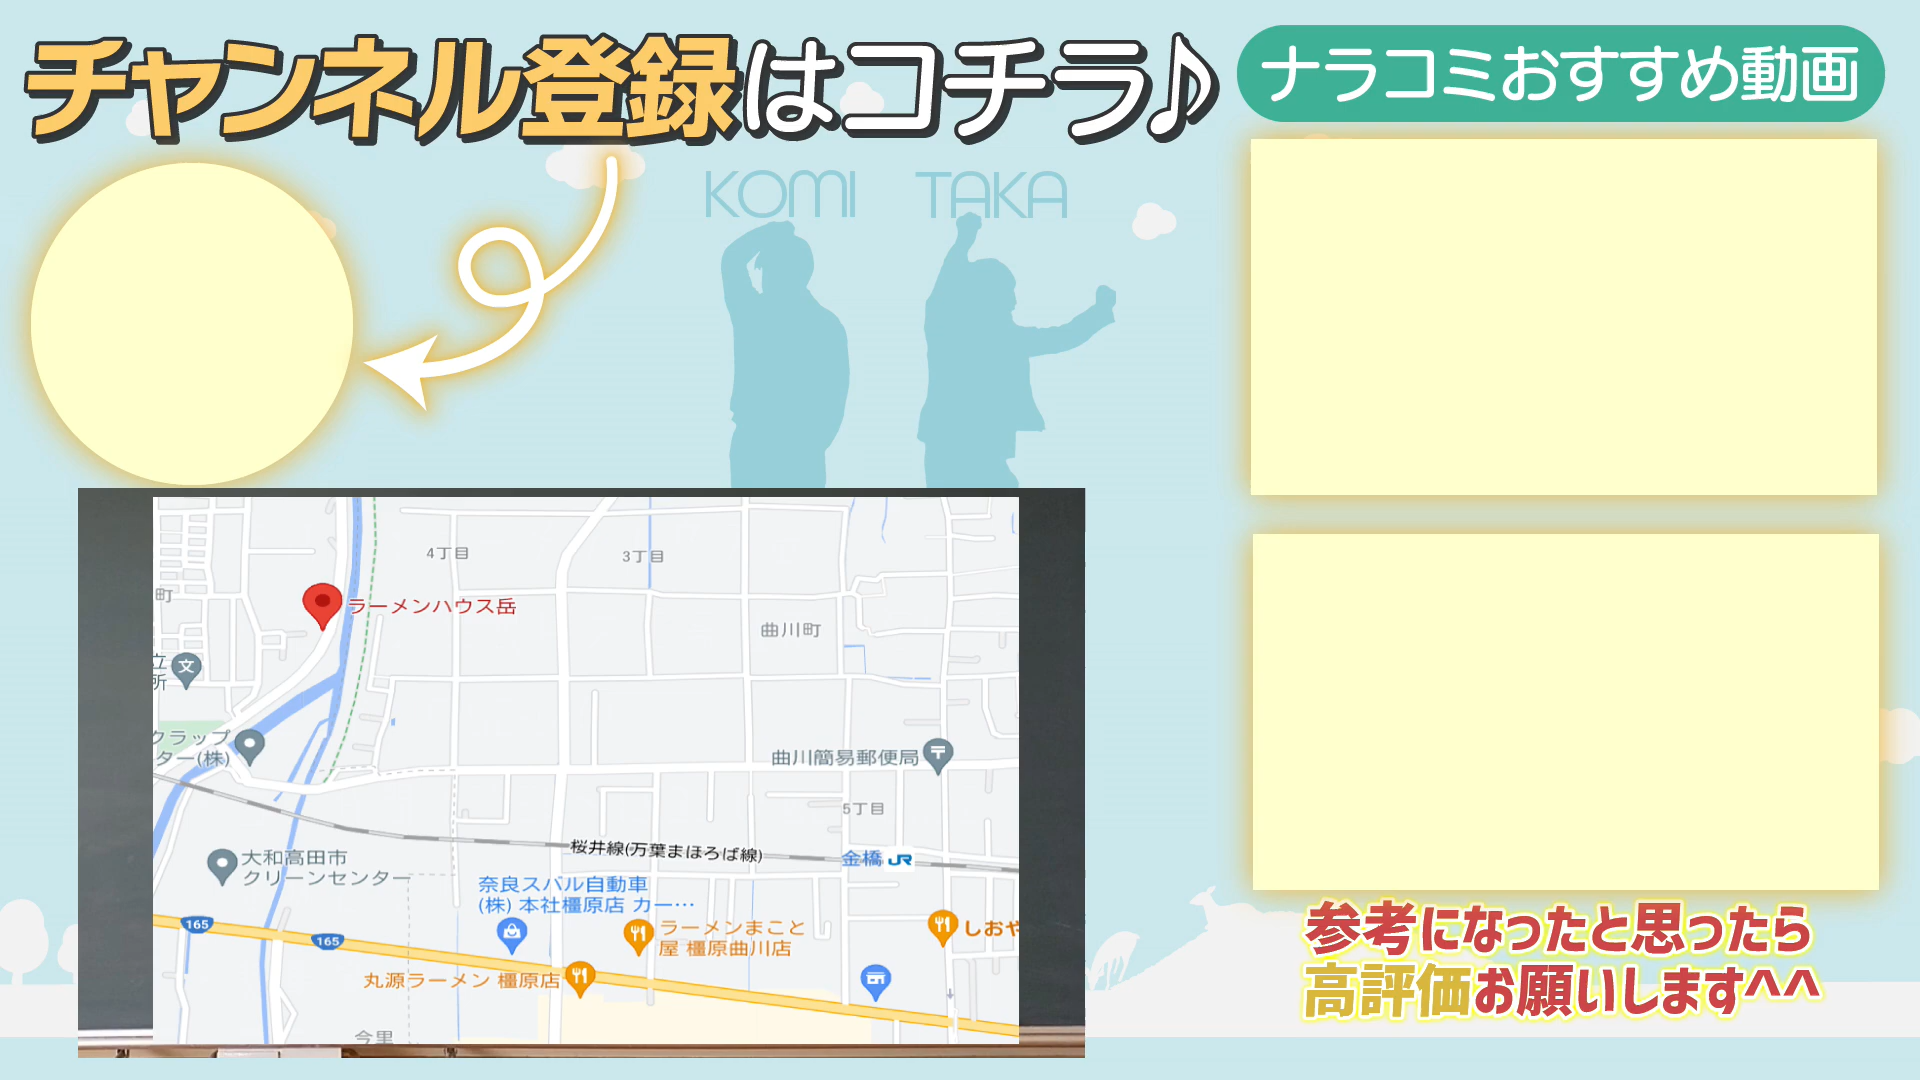 チャンネル登録はコチラ♪
ナラコミおすすめ動画
KOMI TAKA
4丁目
3丁目
町
ラーメンハウス岳
曲川町
立
所
文
クラップ
ター(株)
曲川簡易郵便局
5丁目
桜井線(万葉まほろば線)
金橋 JR
大和高田市
クリーンセンター
奈良スバル自動車
(株) 本社橿原店 カー…
165
165
ラーメンまこと
屋 橿原曲川店
しおや
丸源ラーメン 橿原店
今里
参考になったと思ったら
高評価お願いします^^